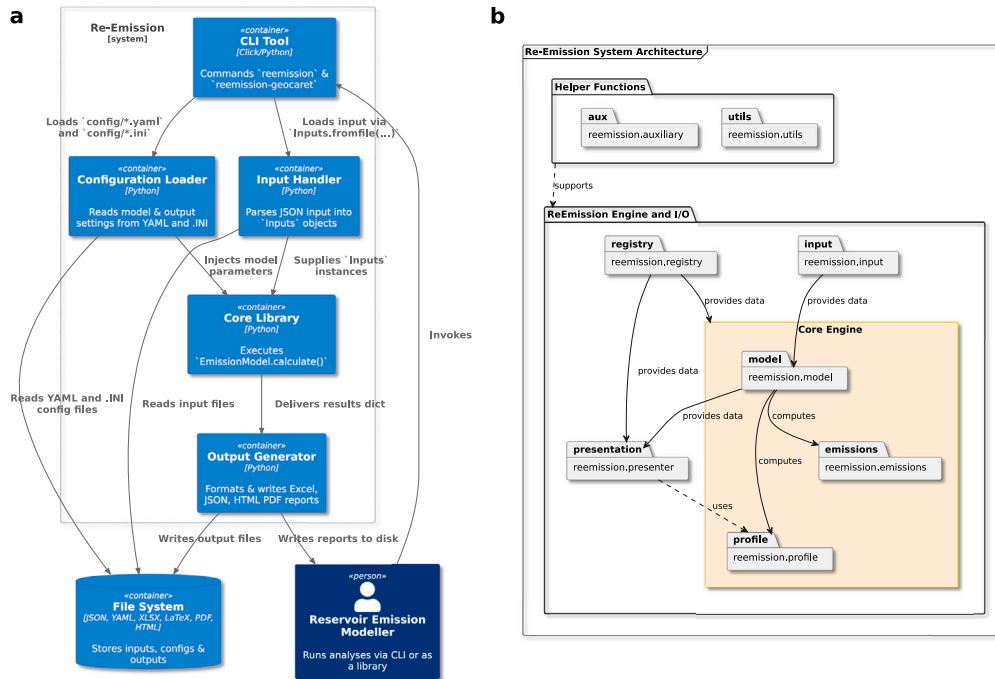 a
Re-Emission
[system]
«container»
CLI Tool
[Click/Python]
Commands `reemission` &
`reemission-geocaret`
Loads `config/*.yaml`
and `config/*.ini`
Loads input via
`Inputs.fromfile(...)`
«container»
Configuration Loader
[Python]
Reads model & output
settings from YAML and .INI
«container»
Input Handler
[Python]
Parses JSON input into
`Inputs` objects
Injects model
parameters
Supplies `Inputs`
instances
«container»
Core Library
[Python]
Executes
`EmissionModel.calculate()`
Invokes
Reads YAML and .INI
config files
Reads input files
Delivers results dict
«container»
Output Generator
[Python]
Formats & writes Excel,
JSON, HTML PDF reports
Writes output files
Writes reports to disk
«container»
File System
[JSON, YAML, XLSX, LaTeX, PDF,
HTML]
Stores inputs, configs &
outputs
«person»
Reservoir Emission
Modeller
Runs analyses via CLI or as
a library
b
Re-Emission System Architecture
Helper Functions
aux
reemission.auxiliary
utils
reemission.utils
supports
ReEmission Engine and I/O
registry
reemission.registry
input
reemission.input
provides data
provides data
Core Engine
model
reemission.model
provides data
provides data
computes
computes
presentation
reemission.presenter
emissions
reemission.emissions
uses
profile
reemission.profile